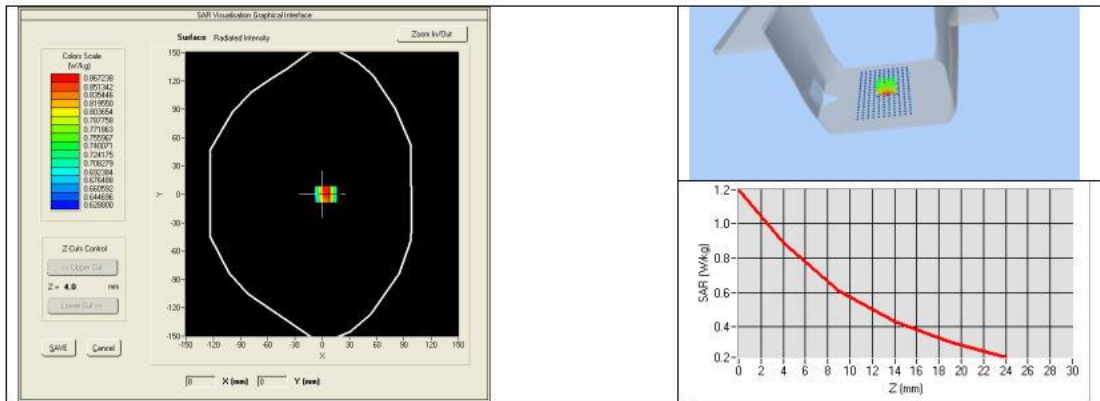 SAR Visualisation Graphical Interface
Surface Radiated Intensity
Zoom In/Out
Colors Scale
(W/kg)
0.867238
0.851342
0.835446
0.819550
0.803654
0.787758
0.771863
0.755967
0.740071
0.724175
0.708279
0.692384
0.676488
0.660592
0.644696
0.628800
Z-Cuts Control
<< Upper Cut
Z = 4.0 mm
Lower Cut >>
SAVE Cancel
150
120
90
60
30
0
-30
-60
-90
-120
-150
Y
-150 -120 -90 -60 -30 0 30 60 90 120 150
X
0 X (mm) 0 Y (mm)
1.2
1.0
0.8
0.6
0.4
0.2
SAR (W/kg)
0 2 4 6 8 10 12 14 16 18 20 22 24 26 28 30
Z (mm)